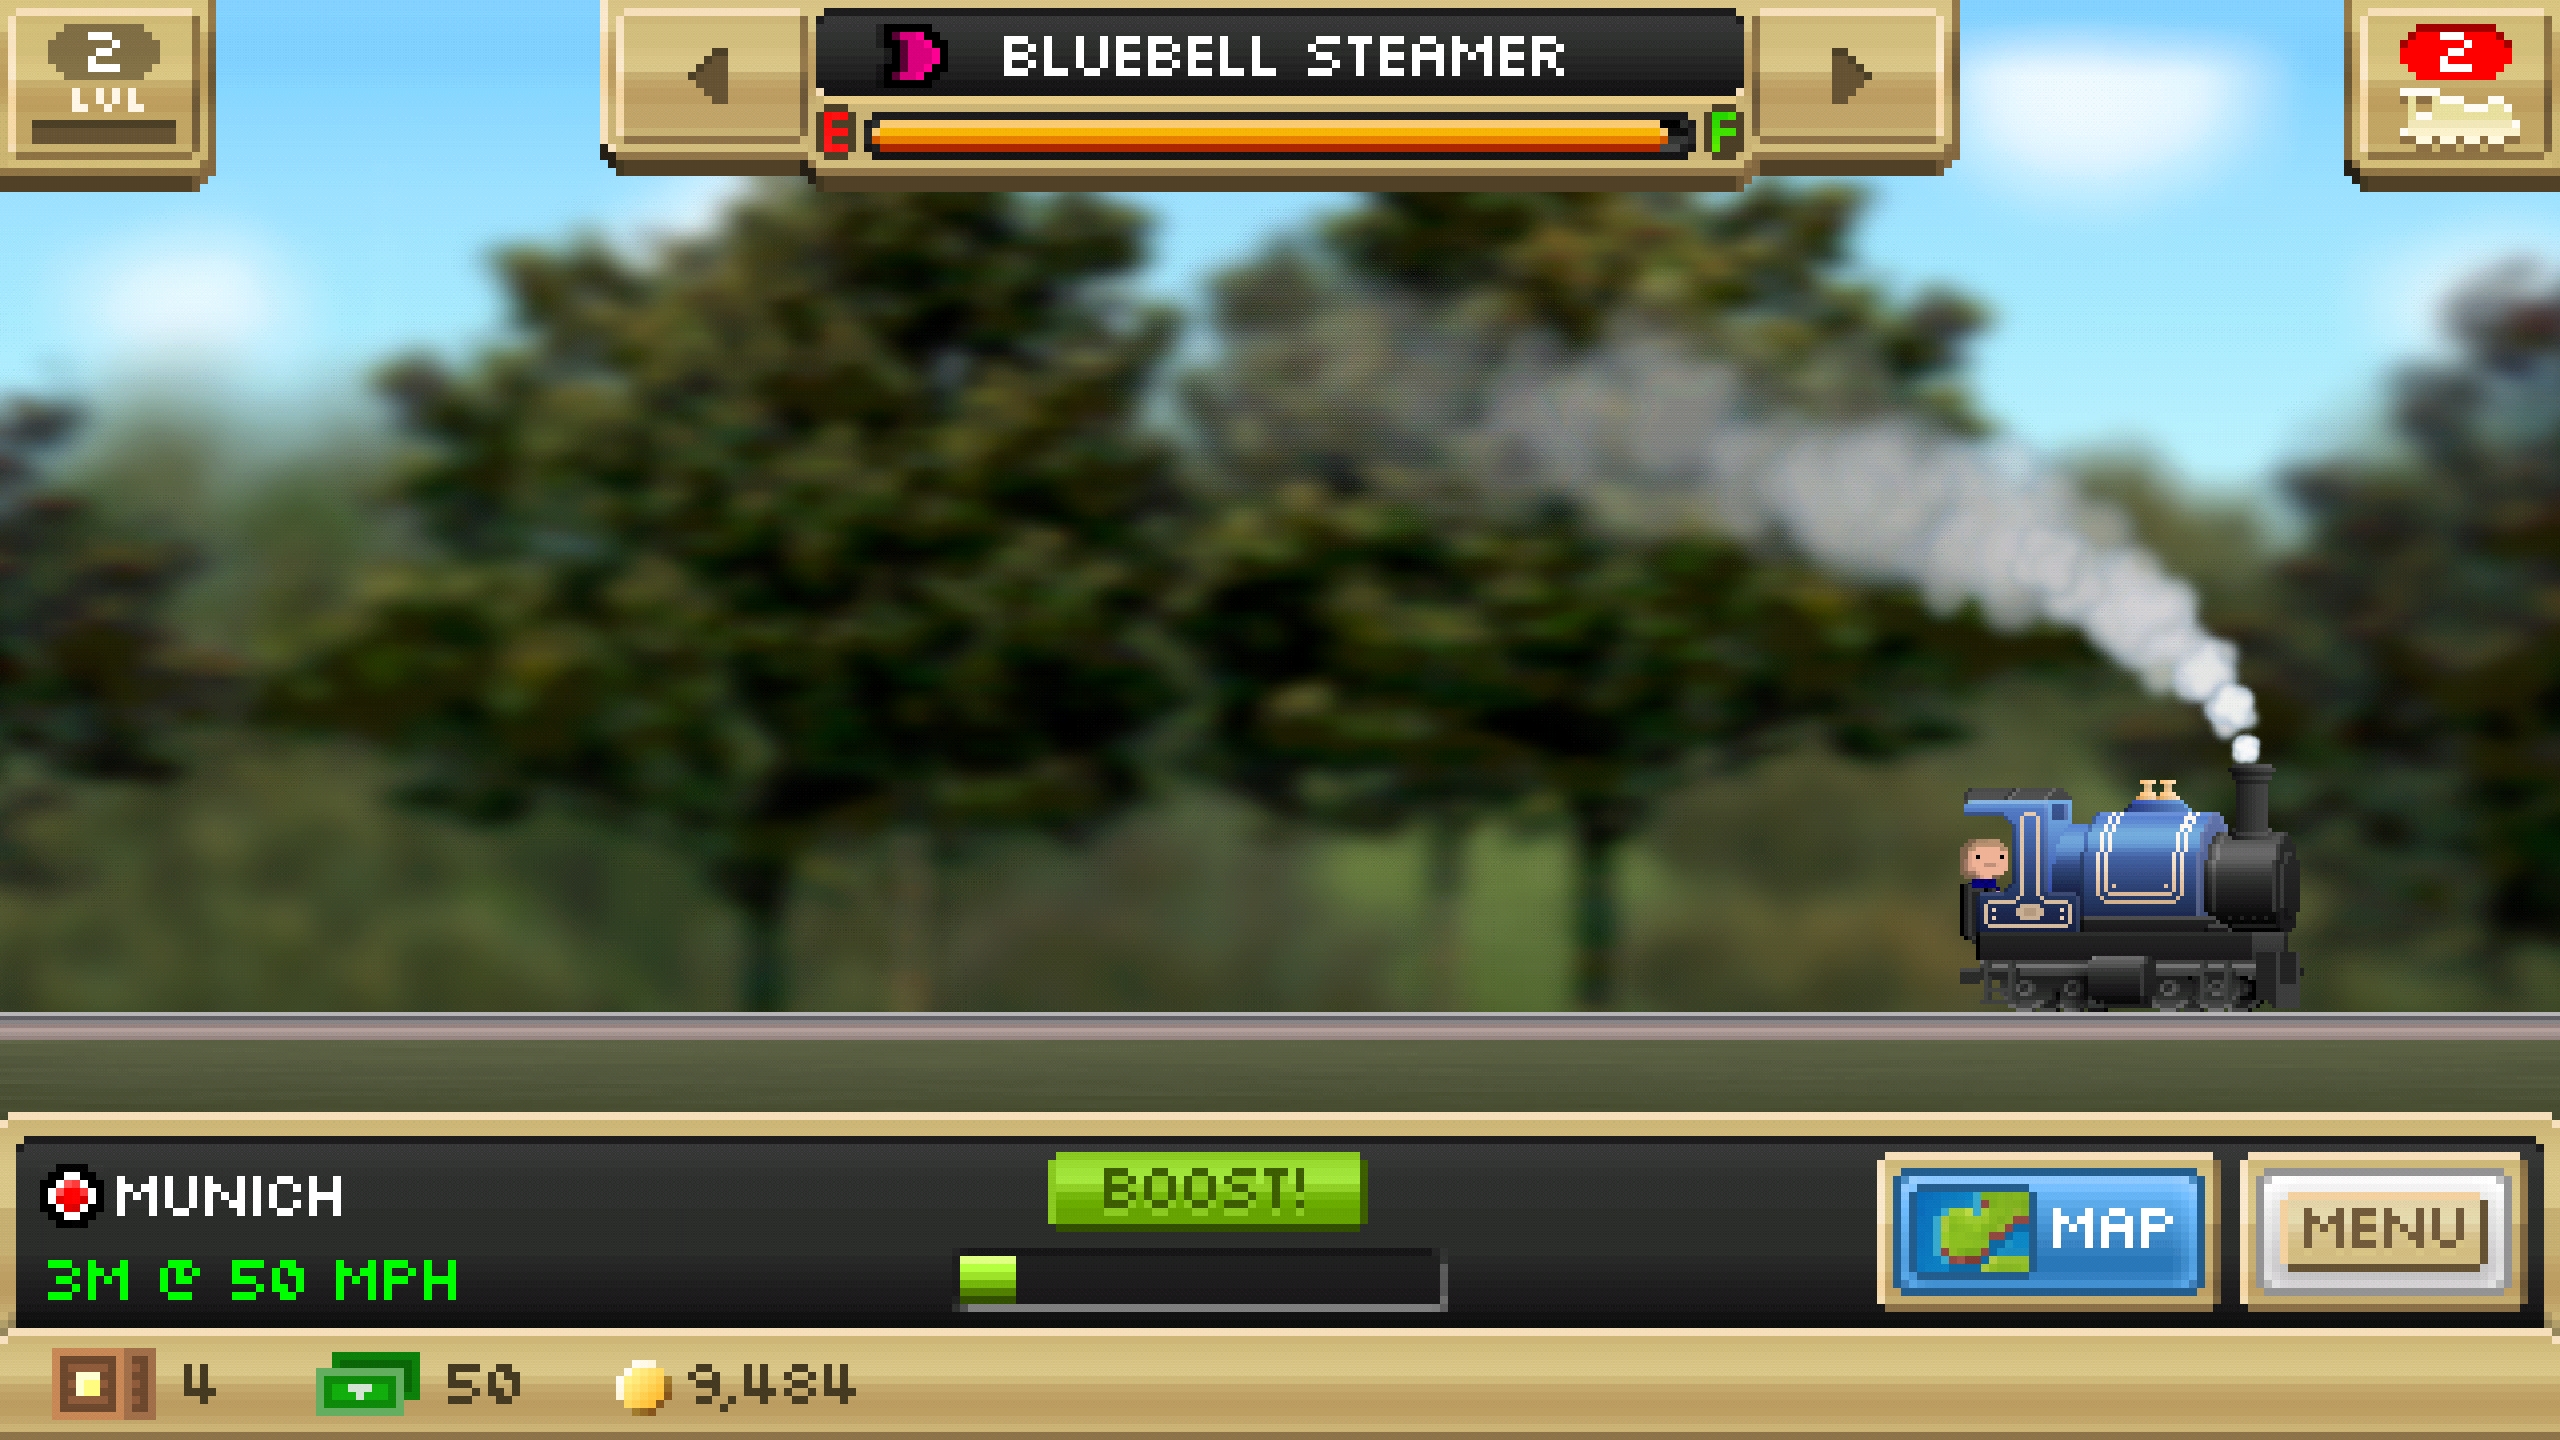 2
LVL
BLUEBELL STEAMER
E
F
2
MUNICH
3M @ 50 MPH
BOOST!
MAP
MENU
4
50
9,484